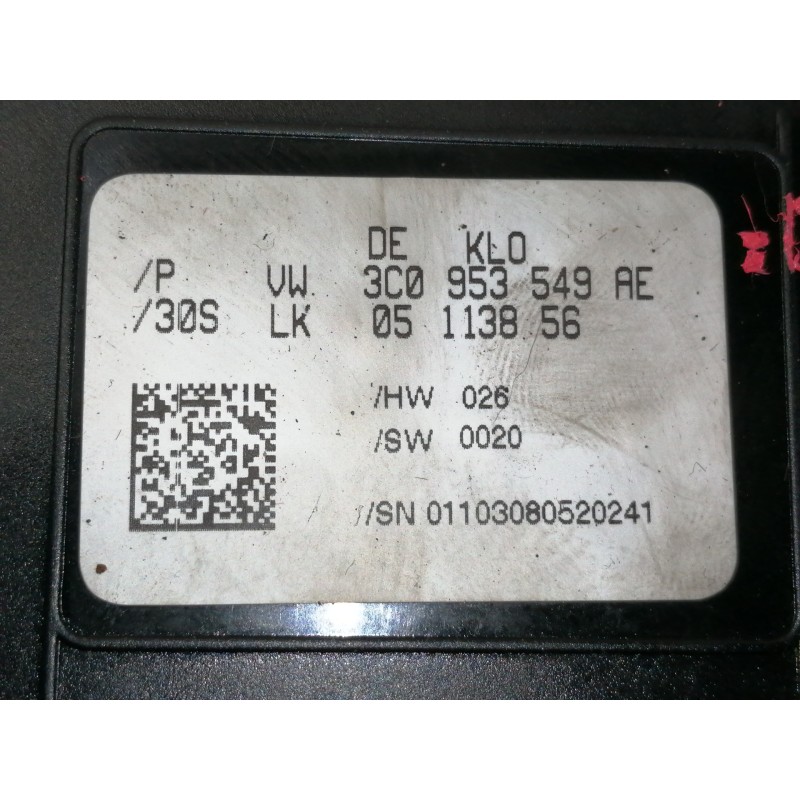 DE KLO
/P VW. 3C0 953 549 AE
/30S LK 05 1138 56
/HW 026
/SW 0020
/SN 01103080520241